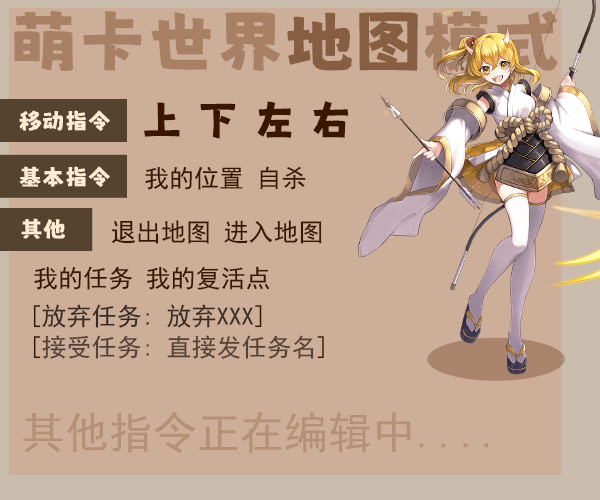 萌卡世界地图模式
移动指令 上 下 左 右
基本指令 我的位置 自杀
其他 退出地图 进入地图
我的任务 我的复活点
[放弃任务: 放弃XXX]
[接受任务: 直接发任务名]
其他指令正在编辑中....